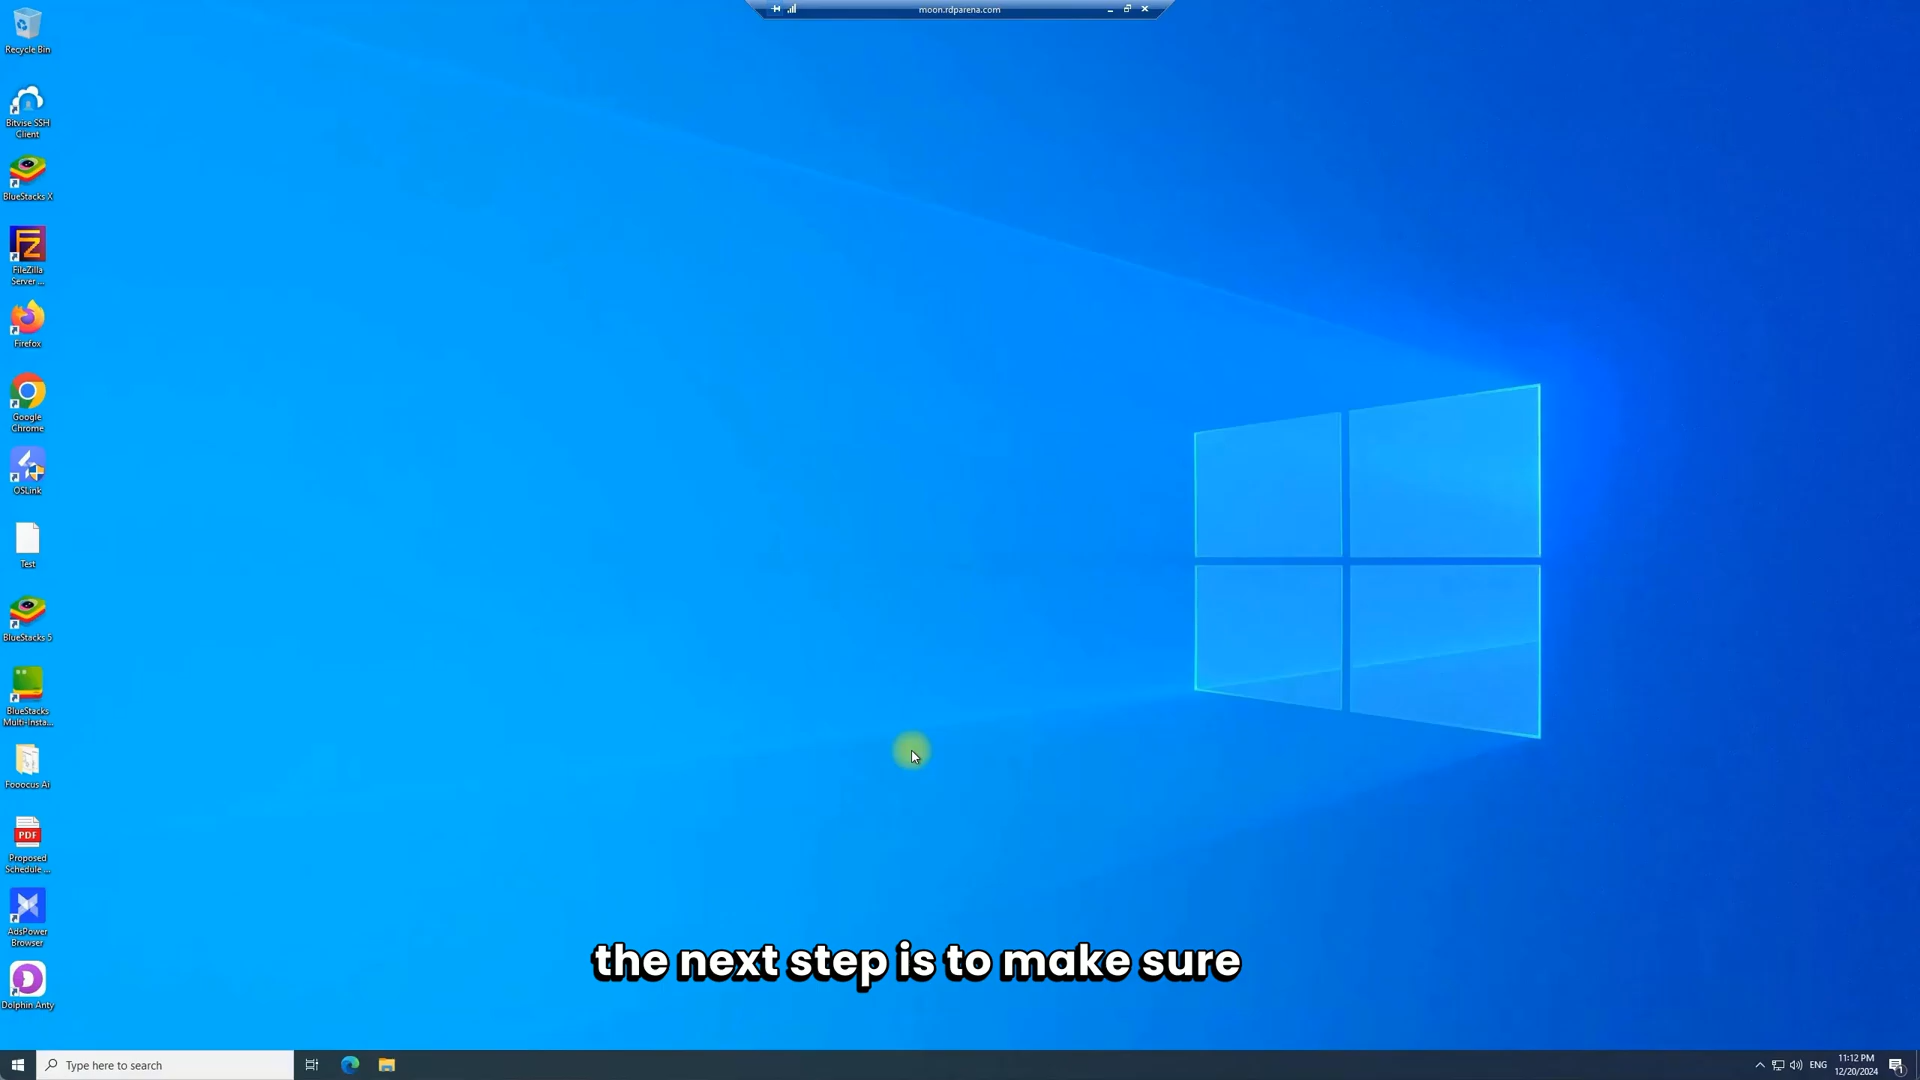 moon.rdparena.com
Recycle Bin
Bitvise SSH
Client
BlueStacks X
FileZilla
Server ...
Firefox
Google
Chrome
OSLink
Test
BlueStacks 5
BlueStacks
Multi-Insta...
Fooocus Ai
PDF
Proposed
Schedule ...
AdsPower
Browser
Dolphin Anty
the next step is to make sure
Type here to search
ENG
11:12 PM
12/20/2024
1